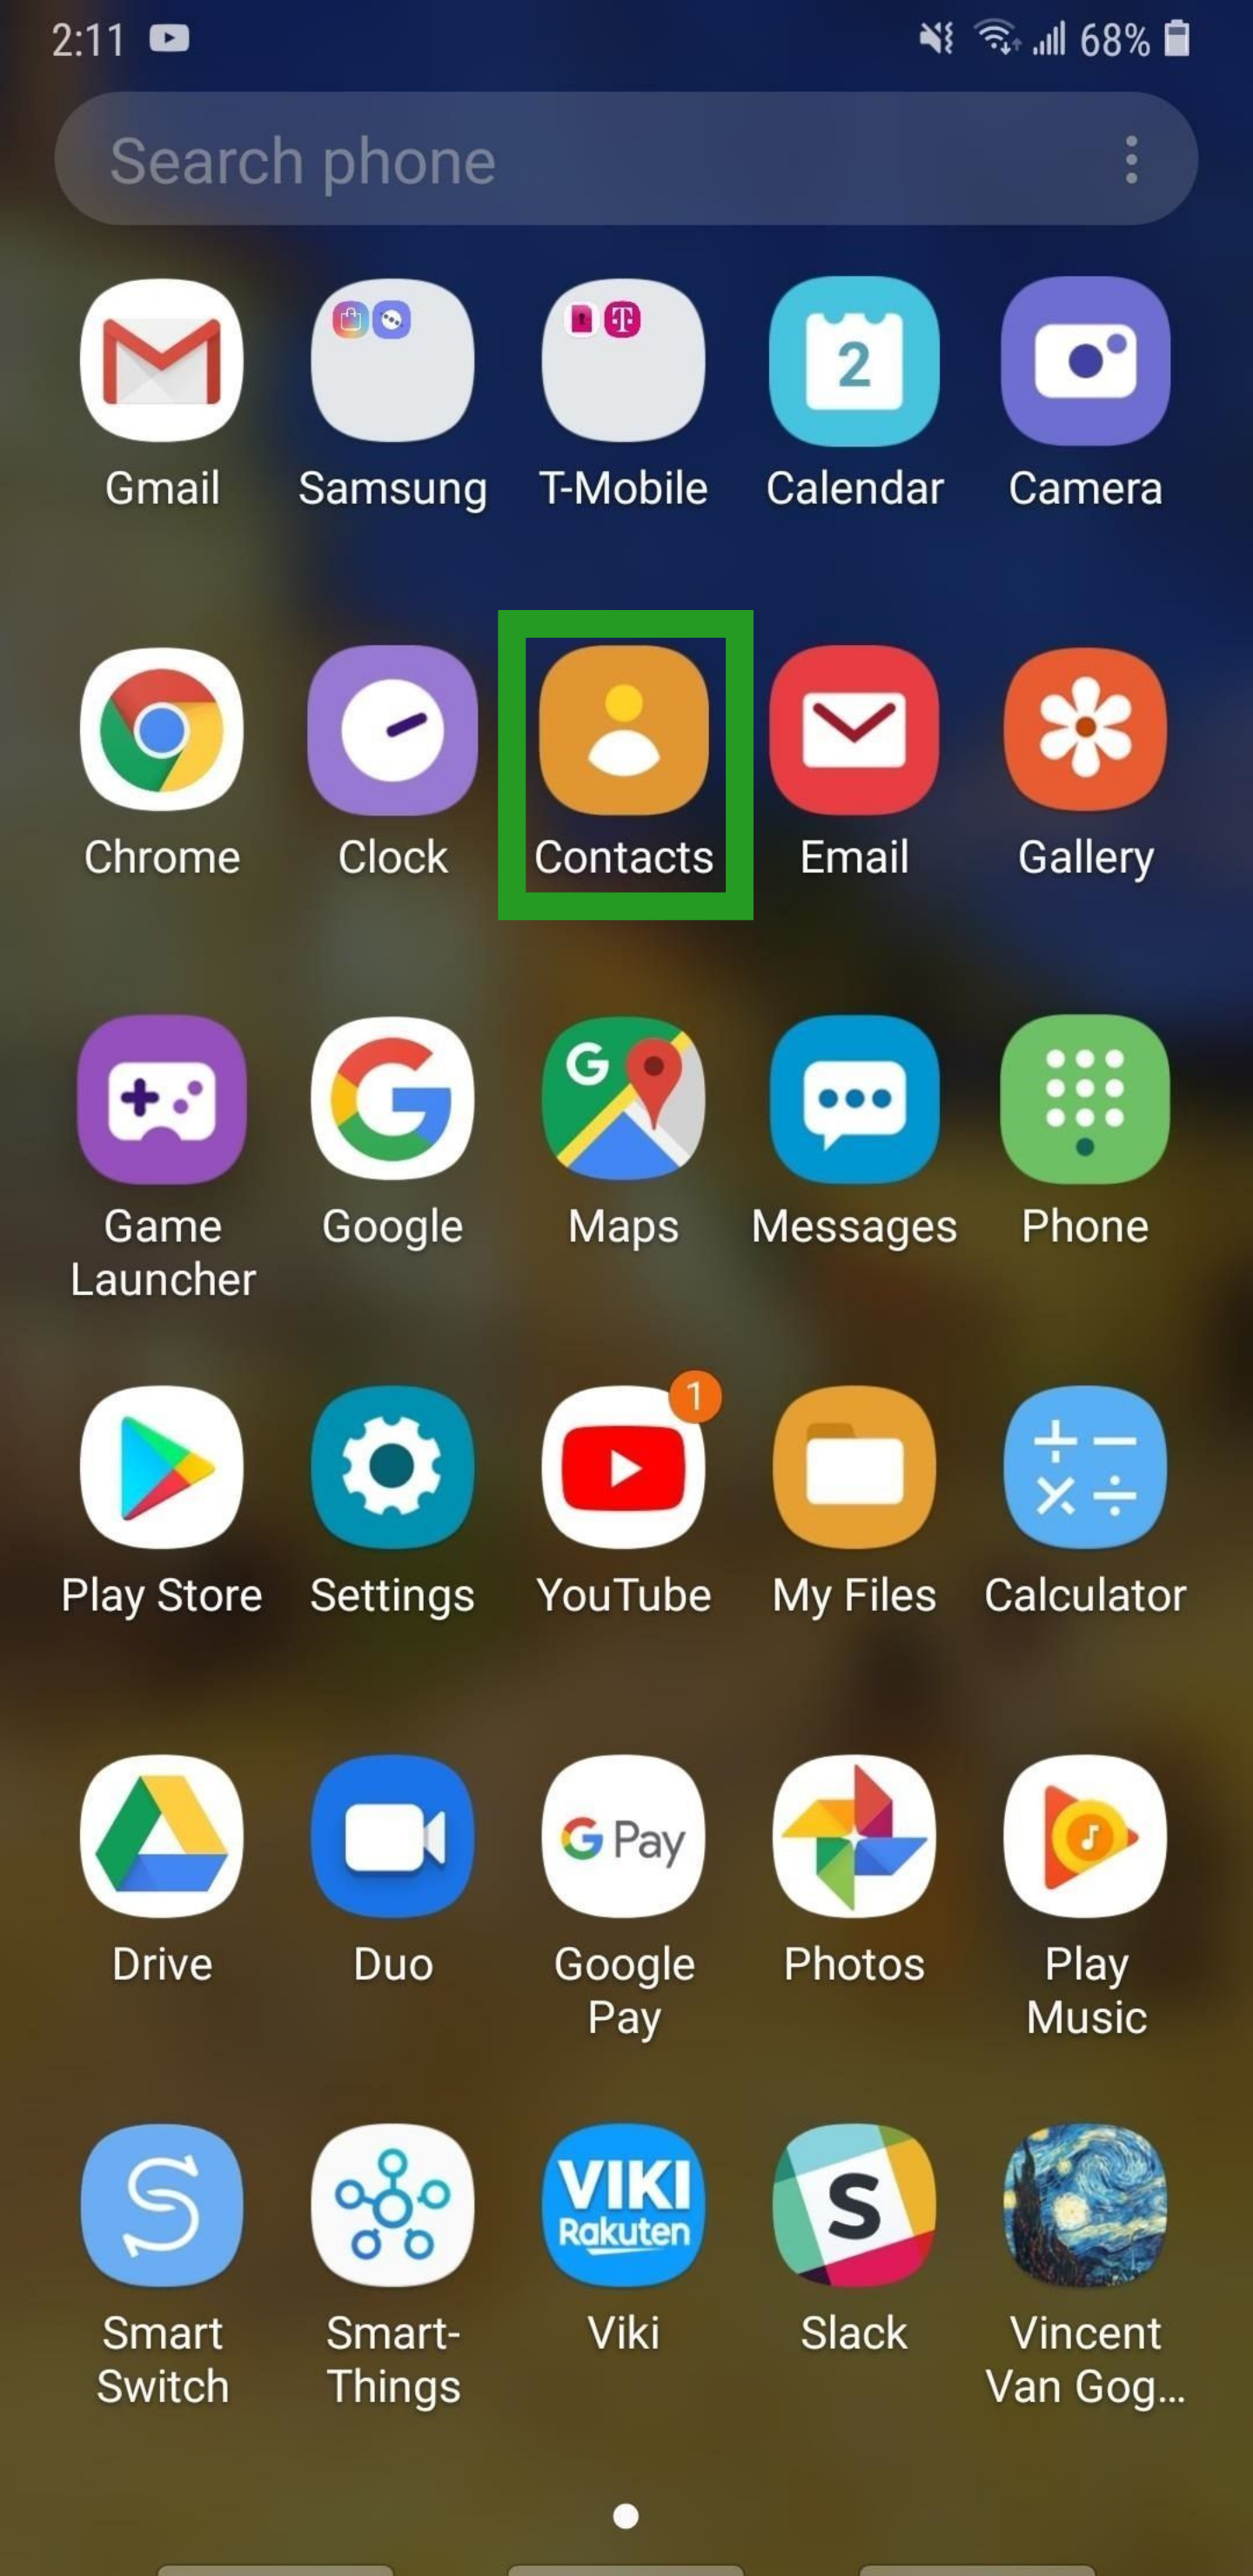 2:11 68%
Search phone
2
Gmail Samsung T-Mobile Calendar Camera
Chrome Clock Contacts Email Gallery
G
Game Google Maps Messages Phone
Launcher
1
Play Store Settings YouTube My Files Calculator
G Pay
Drive Duo Google Photos Play
Pay Music
VIKI
Rakuten
S
Smart Smart- Viki Slack Vincent
Switch Things Van Gog...